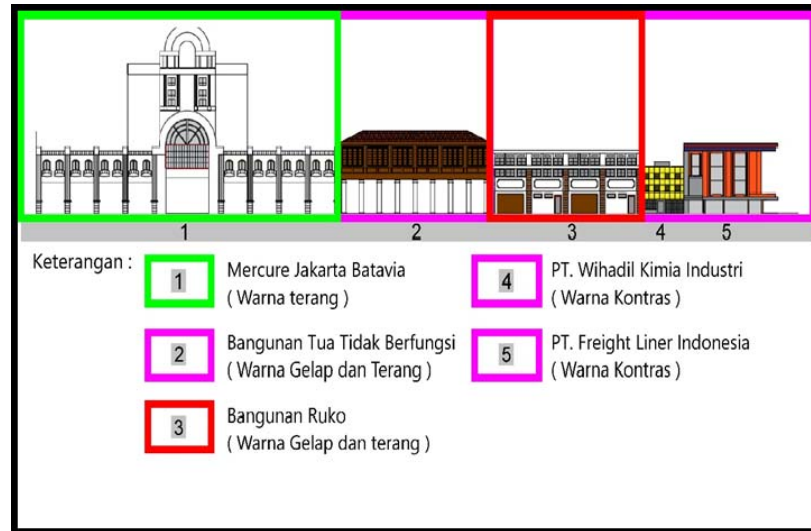 1 2 3 4 5
Keterangan :
1 Mercure Jakarta Batavia
( Warna terang )
2 Bangunan Tua Tidak Berfungsi
( Warna Gelap dan Terang )
3 Bangunan Ruko
( Warna Gelap dan terang )
4 PT. Wihadil Kimia Industri
( Warna Kontras )
5 PT. Freight Liner Indonesia
( Warna Kontras )